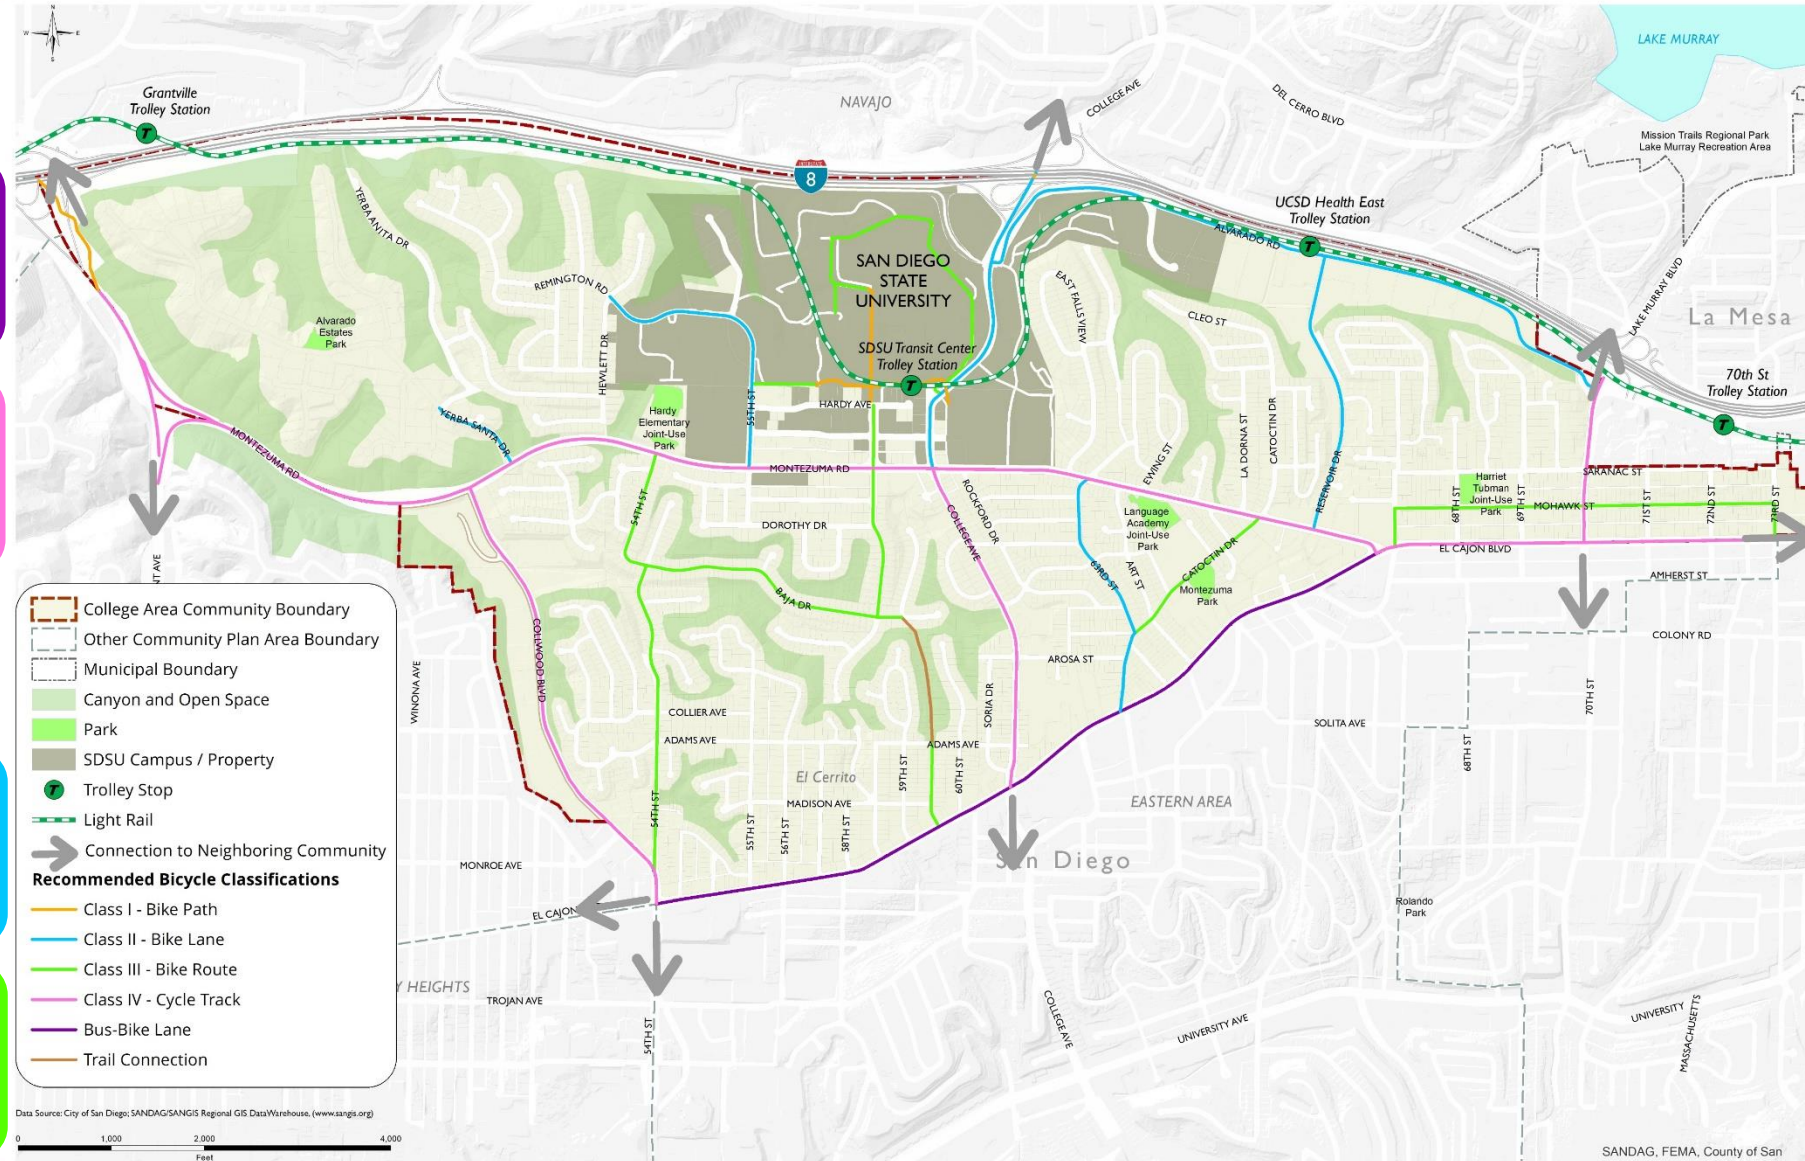 N
W
E
S
Grantville
Trolley Station
NAVAJO
COLLEGE AVE
DEL CERRO BLVD
LAKE MURRAY
Mission Trails Regional Park
Lake Murray Recreation Area
INTERSTATE
8
YERBA ANITA DR
REMINGTON RD
SAN DIEGO
STATE
UNIVERSITY
UCSD Health East
Trolley Station
ALVARADO RD
LAKE MURRAY BLVD
La Mesa
Alvarado
Estates
Park
HEWLETT DR
SDSU Transit Center
Trolley Station
EAST FALLS VIEW
CLEO ST
70th St
Trolley Station
Hardy
Elementary
Joint-Use
Park
55TH ST
HARDY AVE
YERBA SANTA DR
MONTEZUMA RD
MONTEZUMA RD
EWING ST
LA DORNA ST
CATOCTIN DR
RESERVOIR DR
SARANAC ST
Harriet
Tubman
Joint-Use
Park
68TH ST
69TH ST
MOHAWK ST
71ST ST
72ND ST
73RD ST
54TH ST
DOROTHY DR
ROCKFORD DR
COLLEGE AVE
Language
Academy
Joint-Use
Park
EL CAJON BLVD
AMHERST ST
63RD ST
ART ST
CATOCTIN DR
Montezuma
Park
BAJA DR
COLONY RD
COLLWOOD BLVD
WINONA AVE
AROSA ST
SORIA DR
COLLIER AVE
ADAMS AVE
ADAMS AVE
SOLITA AVE
70TH ST
68TH ST
El Cerrito
59TH ST
60TH ST
MADISON AVE
54TH ST
55TH ST
56TH ST
58TH ST
EASTERN AREA
San Diego
MONROE AVE
EL CAJON
Rolando
Park
Y HEIGHTS
TROJAN AVE
54TH ST
COLLEGE AVE
UNIVERSITY AVE
UNIVERSITY
MASSACHUSETTS
NT AVE
College Area Community Boundary
Other Community Plan Area Boundary
Municipal Boundary
Canyon and Open Space
Park
SDSU Campus / Property
T
Trolley Stop
Light Rail
Connection to Neighboring Community
Recommended Bicycle Classifications
Class I - Bike Path
Class II - Bike Lane
Class III - Bike Route
Class IV - Cycle Track
Bus-Bike Lane
Trail Connection
Data Source: City of San Diego; SANDAG/SANGIS Regional GIS DataWarehouse, (www.sangis.org)
0 1,000 2,000 4,000
Feet
SANDAG, FEMA, County of San